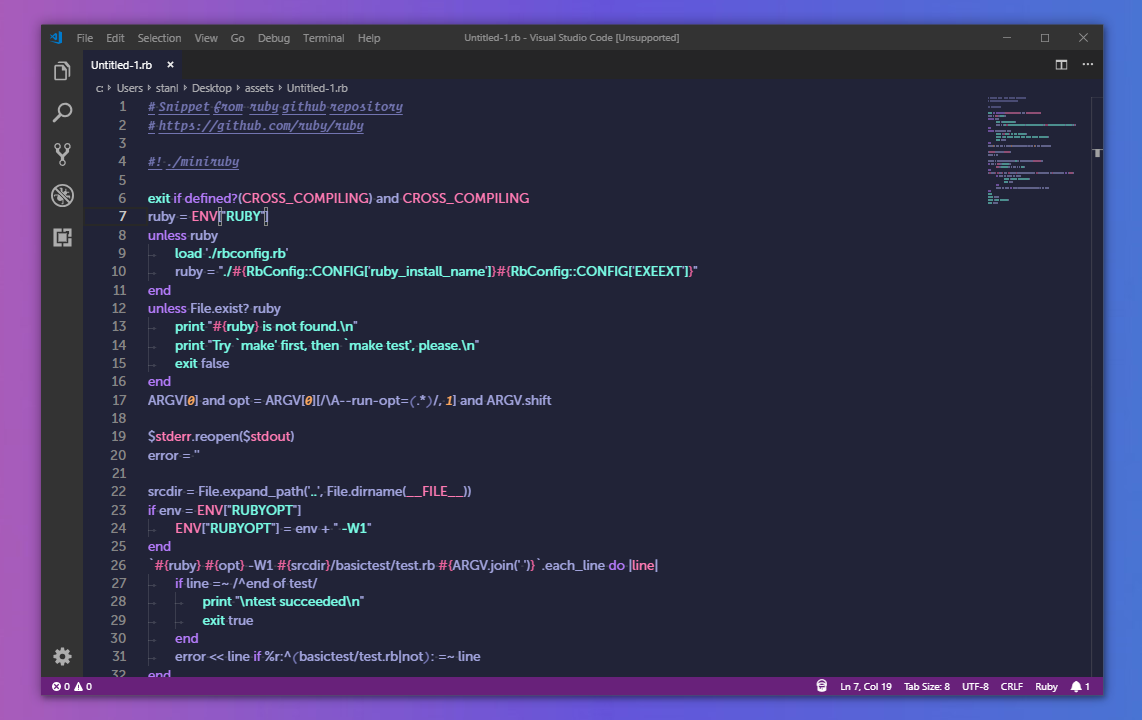 File Edit Selection View Go Debug Terminal Help Untitled-1.rb - Visual Studio Code [Unsupported]
Untitled-1.rb ×
c: › Users › stanl › Desktop › assets › Untitled-1.rb
1 # Snippet from ruby github repository
2 # https://github.com/ruby/ruby
3
4 #! ./miniruby
5
6 exit if defined?(CROSS_COMPILING) and CROSS_COMPILING
7 ruby = ENV["RUBY"]
8 unless ruby
9 load './rbconfig.rb'
10 ruby = "./#{RbConfig::CONFIG['ruby_install_name']}#{RbConfig::CONFIG['EXEEXT']}"
11 end
12 unless File.exist? ruby
13 print "#{ruby} is not found.\n"
14 print "Try `make' first, then `make test', please.\n"
15 exit false
16 end
17 ARGV[0] and opt = ARGV[0][/\A--run-opt=(.*)/, 1] and ARGV.shift
18
19 $stderr.reopen($stdout)
20 error = ''
21
22 srcdir = File.expand_path('..', File.dirname(__FILE__))
23 if env = ENV["RUBYOPT"]
24 ENV["RUBYOPT"] = env + " -W1"
25 end
26 `#{ruby} #{opt} -W1 #{srcdir}/basictest/test.rb #{ARGV.join(' ')}`.each_line do |line|
27 if line =~ /^end of test/
28 print "\ntest succeeded\n"
29 exit true
30 end
31 error << line if %r:^(basictest/test.rb|not): =~ line
32 end
0 0 Ln 7, Col 19 Tab Size: 8 UTF-8 CRLF Ruby 1